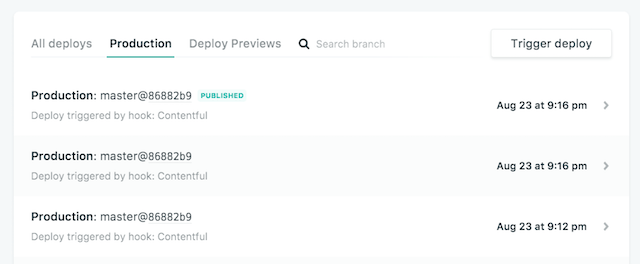 All deploys Production Deploy Previews Search branch Trigger deploy
Production: master@86882b9 PUBLISHED
Aug 23 at 9:16 pm
Deploy triggered by hook: Contentful
Production: master@86882b9
Aug 23 at 9:16 pm
Deploy triggered by hook: Contentful
Production: master@86882b9
Aug 23 at 9:12 pm
Deploy triggered by hook: Contentful